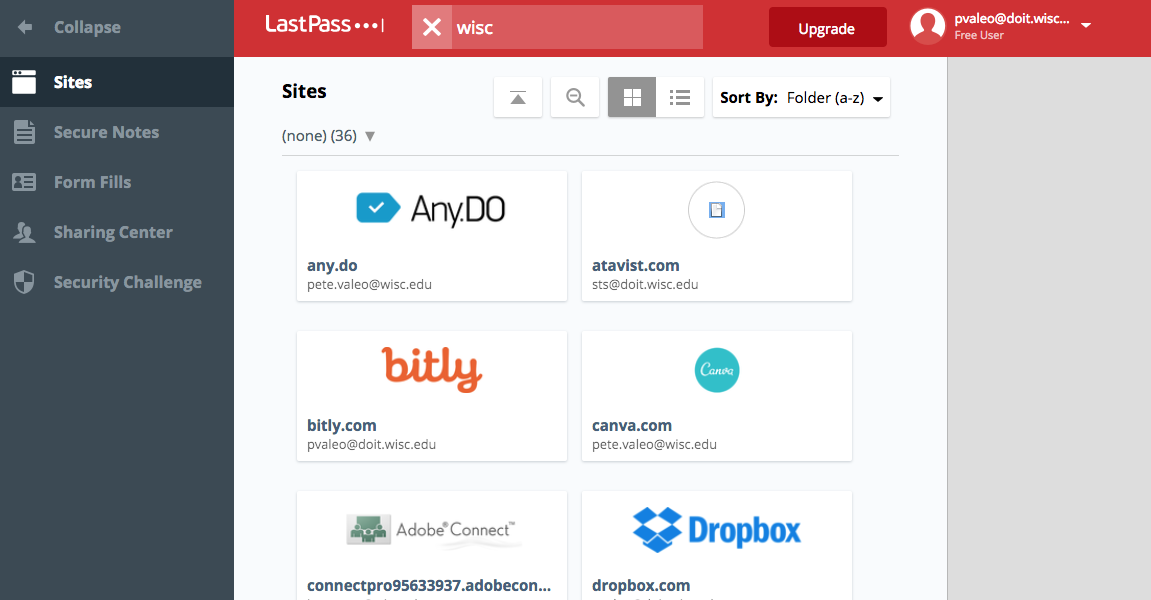 Collapse
LastPass
wisc
Upgrade
pvaleo@doit.wisc...
Free User
Sites
Secure Notes
Form Fills
Sharing Center
Security Challenge
Sites
Sort By: Folder (a-z)
(none) (36)
Any.DO
any.do
pete.valeo@wisc.edu
atavist.com
sts@doit.wisc.edu
bitly
bitly.com
pvaleo@doit.wisc.edu
Canva
canva.com
pete.valeo@wisc.edu
Adobe® Connect™
connectpro95633937.adobecon...
Dropbox
dropbox.com